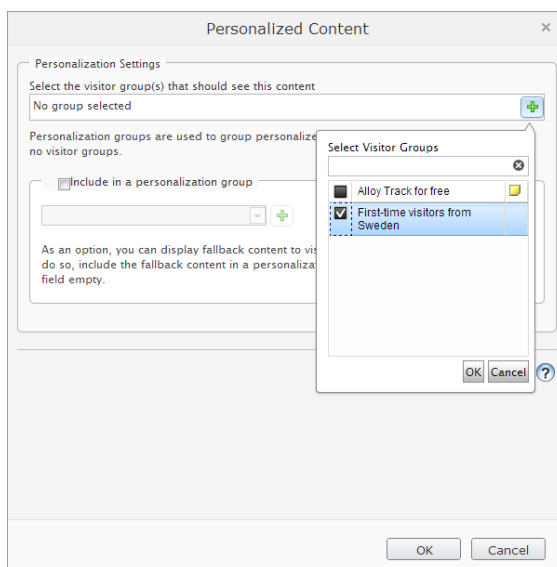 Personalized Content
Personalization Settings
Select the visitor group(s) that should see this content
No group selected
Personalization groups are used to group personalize
no visitor groups.
Include in a personalization group
As an option, you can display fallback content to vis
do so, include the fallback content in a personaliza
field empty.
Select Visitor Groups
Alloy Track for free
First-time visitors from
Sweden
OK Cancel
?
OK Cancel